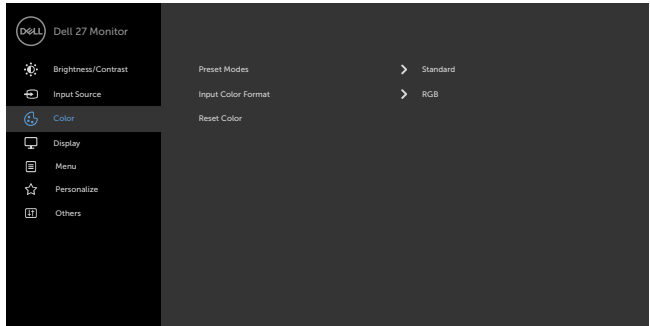 DELL Dell 27 Monitor
Brightness/Contrast Preset Modes Standard
Input Source Input Color Format RGB
Color Reset Color
Display
Menu
Personalize
Others